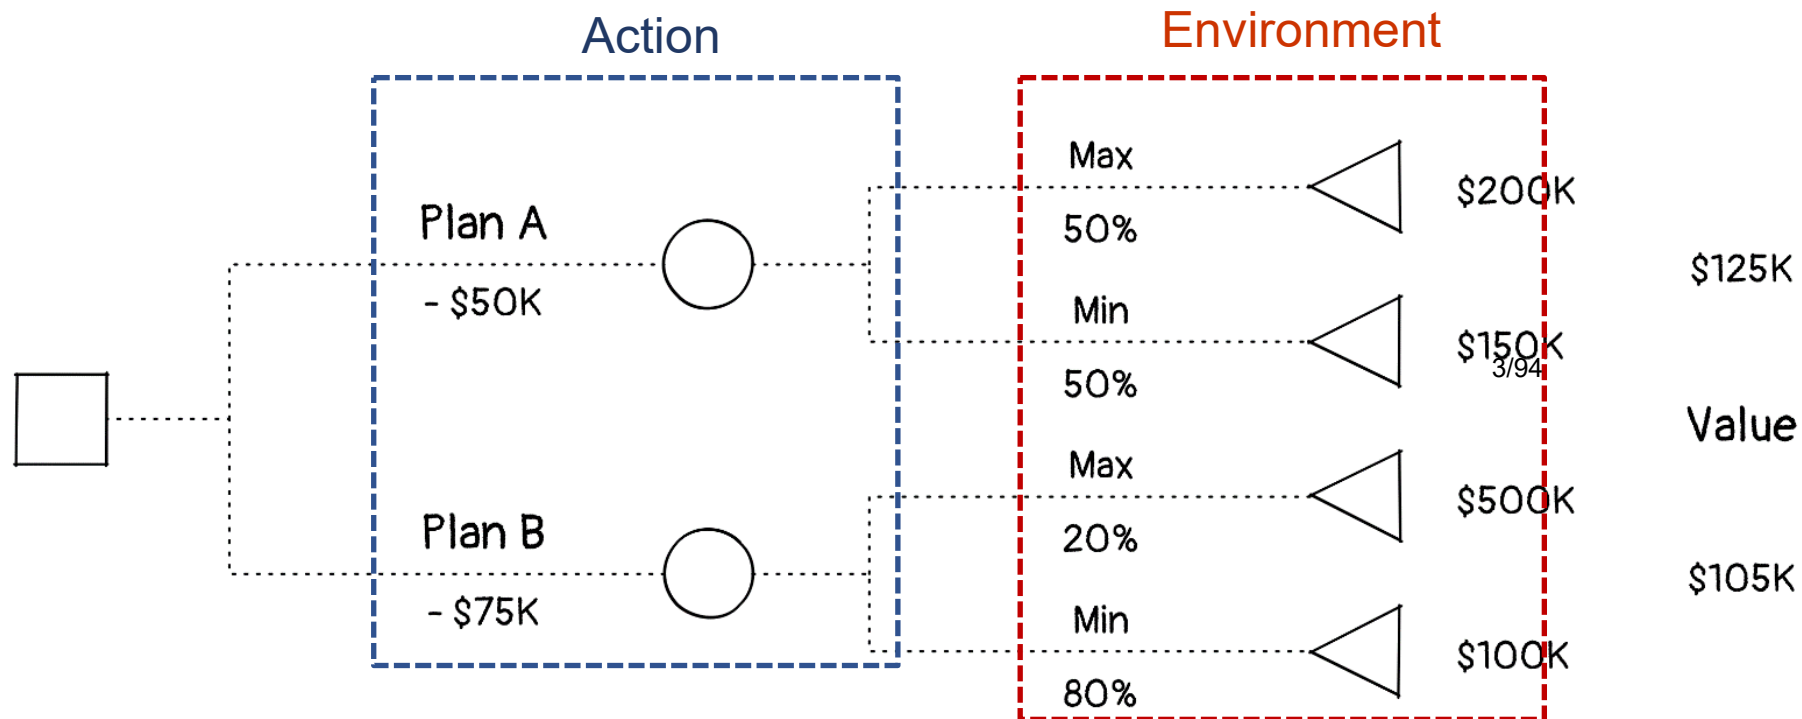 Action
Environment
Max
$200K
Plan A
50%
$125K
- $50K
Min
$150K
3/94
50%
Value
Max
$500K
Plan B
20%
$105K
- $75K
Min
$100K
80%